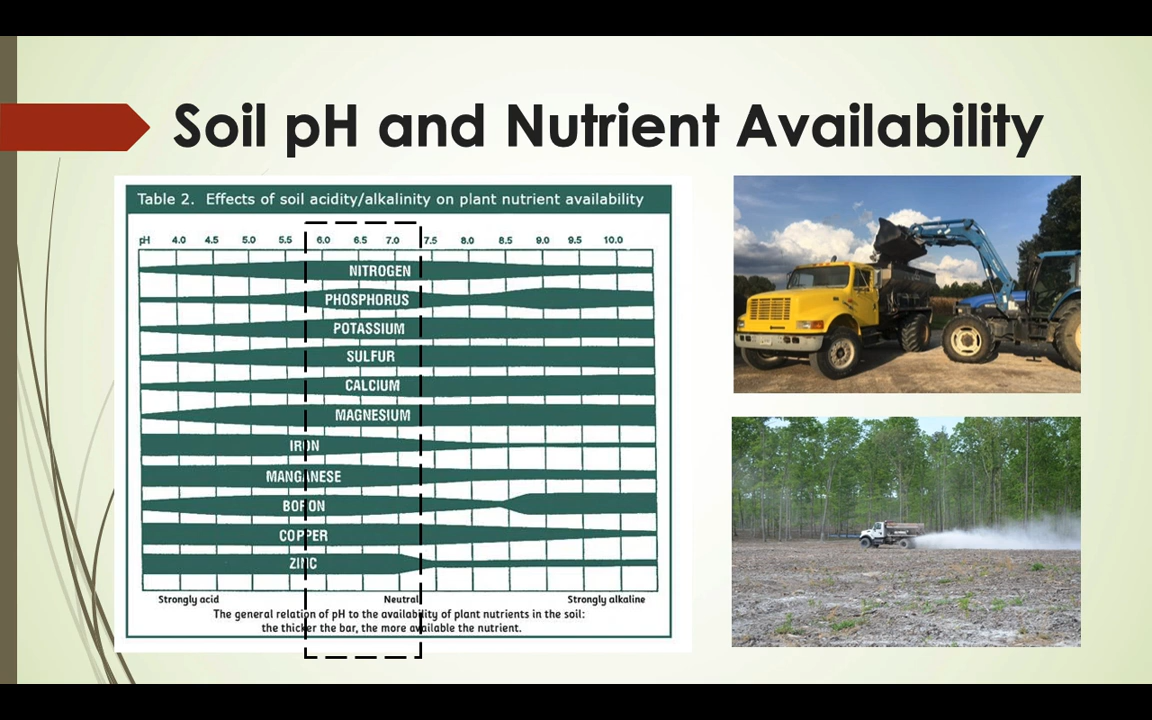 Soil pH and Nutrient Availability
Table 2. Effects of soil acidity/alkalinity on plant nutrient availability
pH 4.0 4.5 5.0 5.5 6.0 6.5 7.0 7.5 8.0 8.5 9.0 9.5 10.0
NITROGEN
PHOSPHORUS
POTASSIUM
SULFUR
CALCIUM
MAGNESIUM
IRON
MANGANESE
BORON
COPPER
ZINC
Strongly acid Neutral Strongly alkaline
The general relation of pH to the availability of plant nutrients in the soil:
the thicker the bar, the more available the nutrient.